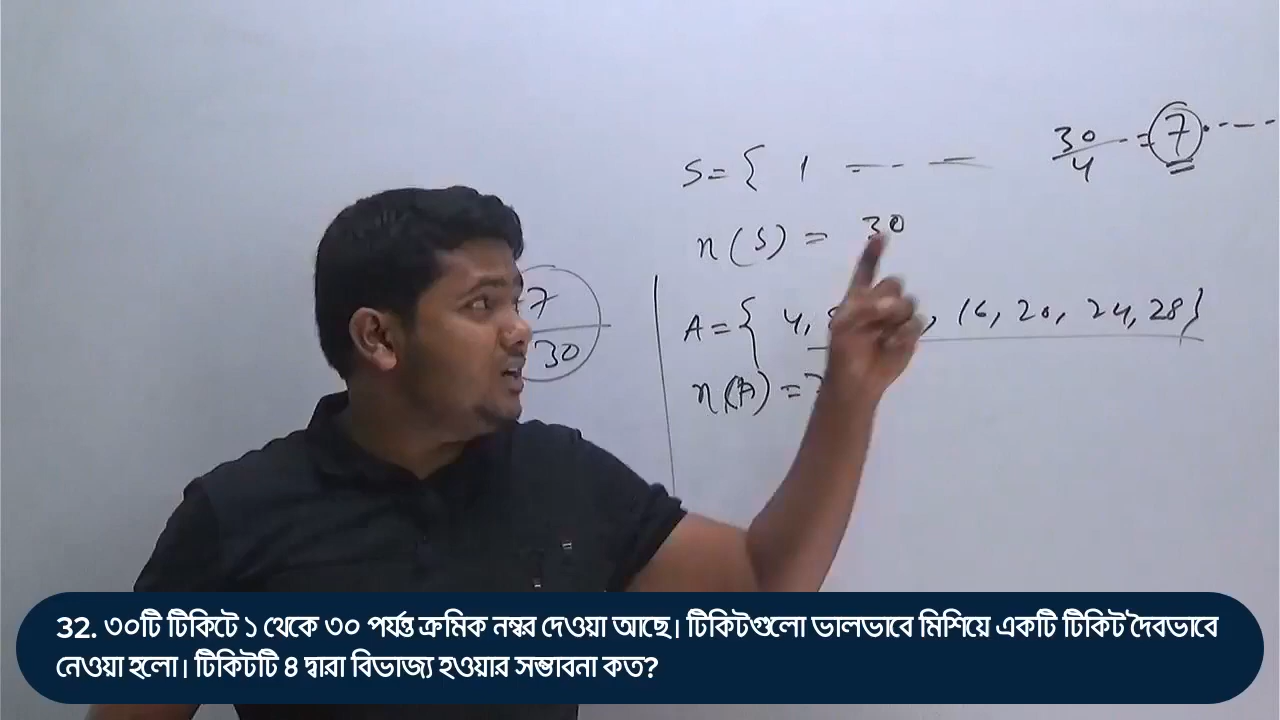 30/4 = 7.----
S = { 1 --- —
n(S) = 30
7/30
A = { 4, , 16, 20, 24, 28}
n(A) =
32. ৩০টি টিকিটে ১ থেকে ৩০ পর্যন্ত ক্রমিক নম্বর দেওয়া আছে। টিকিটগুলো ভালভাবে মিশিয়ে একটি টিকিট দৈবভাবে
নেওয়া হলো। টিকিটটি ৪ দ্বারা বিভাজ্য হওয়ার সম্ভাবনা কত?